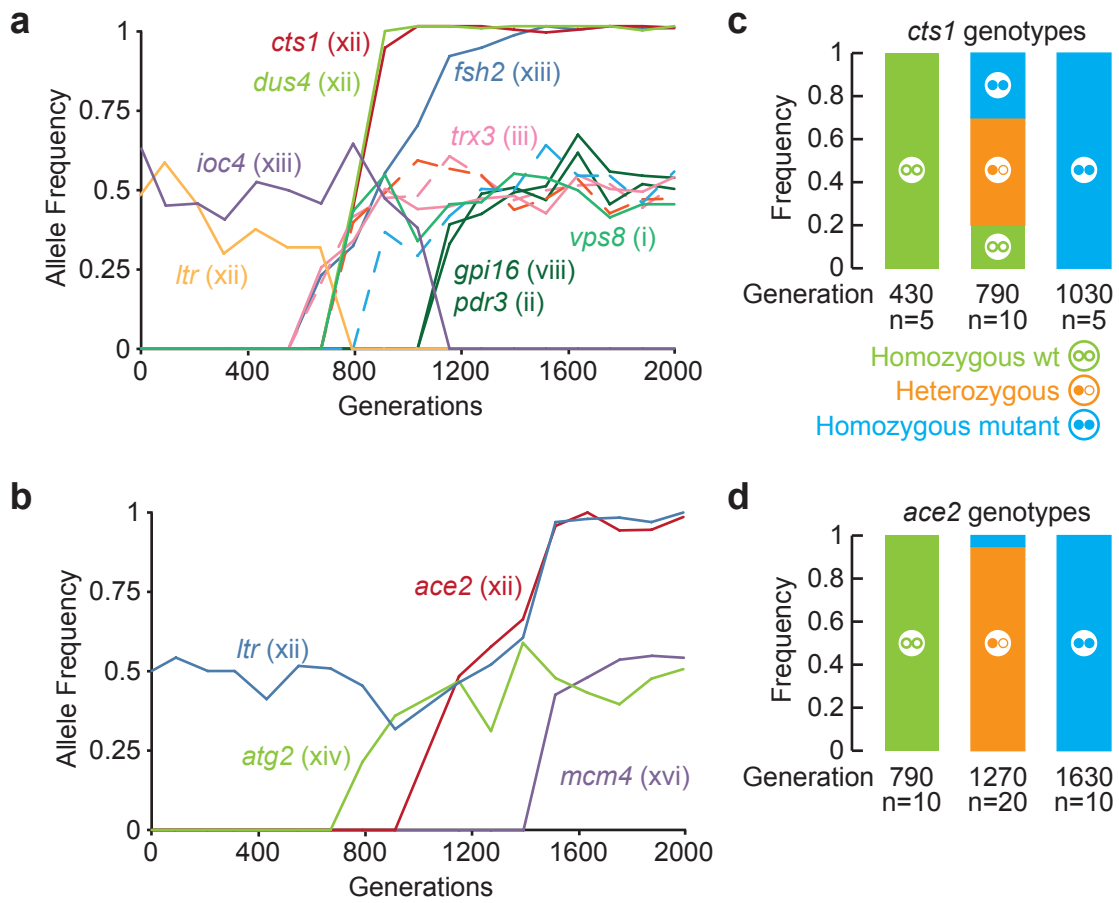 a
Allele Frequency
1
0.75
0.5
0.25
0
cts1 (xii)
dus4 (xii)
fsh2 (xiii)
trx3 (iii)
ioc4 (xiii)
ltr (xii)
vps8 (i)
gpi16 (viii)
pdr3 (ii)
0 400 800 1200 1600 2000
Generations
c
cts1 genotypes
Frequency
1
0.8
0.6
0.4
0.2
0
Generation 430 790 1030
n=5 n=10 n=5
Homozygous wt
Heterozygous
Homozygous mutant
b
Allele Frequency
1
0.75
0.5
0.25
0
ace2 (xii)
ltr (xii)
atg2 (xiv)
mcm4 (xvi)
0 400 800 1200 1600 2000
Generations
d
ace2 genotypes
Frequency
1
0.8
0.6
0.4
0.2
0
Generation 790 1270 1630
n=10 n=20 n=10